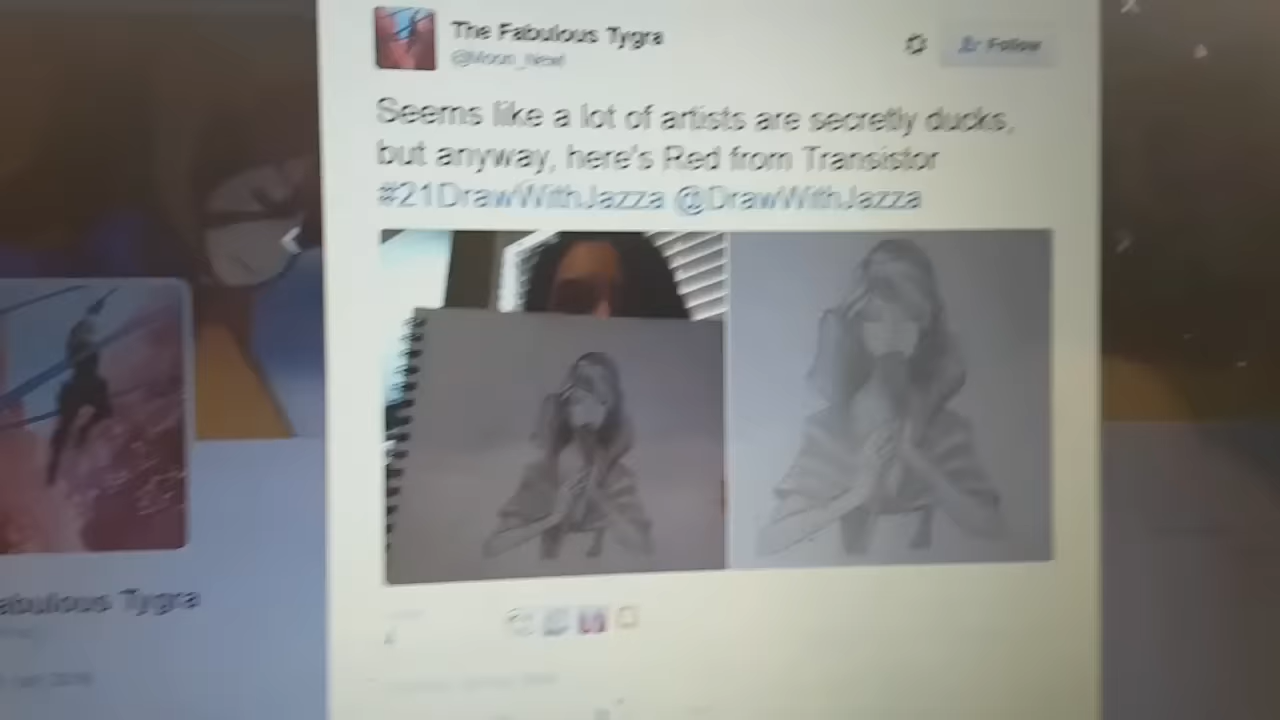 The Fabulous Tygra
Follow
Seems like a lot of artists are secretly ducks,
but anyway, here's Red from Transistor
#21DrawWithJazza @DrawWithJazza
abulous Tygra